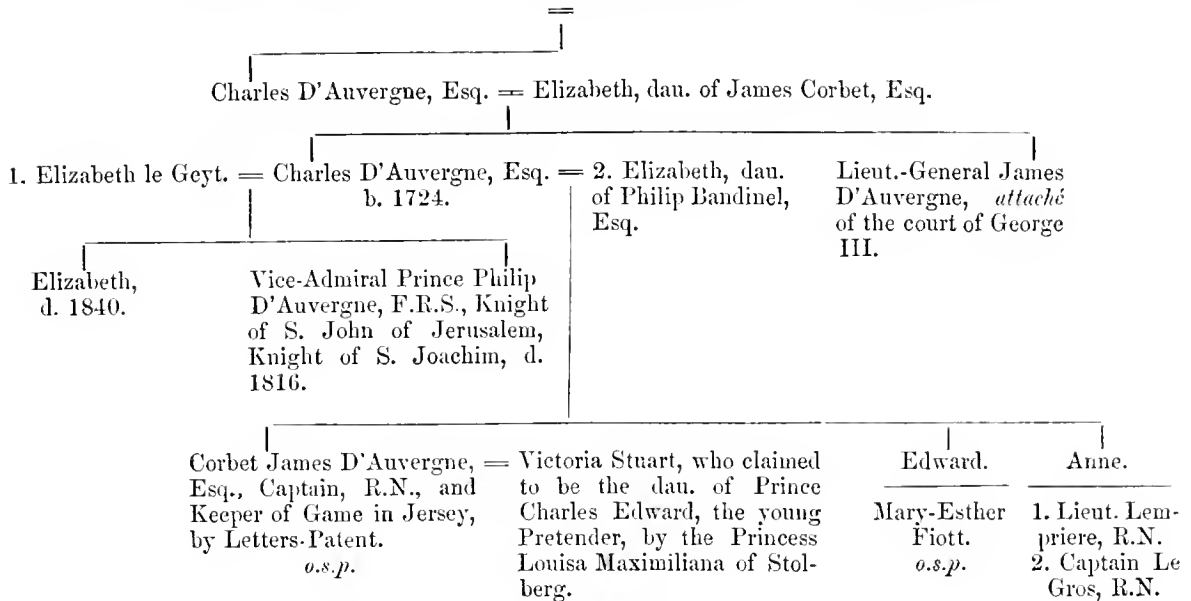 =
Charles D'Auvergne, Esq. = Elizabeth, dau. of James Corbet, Esq.
1. Elizabeth le Geyt. = Charles D'Auvergne, Esq. =
b. 1724.
2. Elizabeth, dau.
of Philip Bandinel,
Esq.
Lieut.-General James
D'Auvergne, attaché
of the court of George
III.
Elizabeth,
d. 1840.
Vice-Admiral Prince Philip
D'Auvergne, F.R.S., Knight
of S. John of Jerusalem,
Knight of S. Joachim, d.
1816.
Corbet James D'Auvergne, =
Esq., Captain, R.N., and
Keeper of Game in Jersey,
by Letters-Patent.
o.s.p.
Victoria Stuart, who claimed
to be the dau. of Prince
Charles Edward, the young
Pretender, by the Princess
Louisa Maximiliana of Stol-
berg.
Edward.
Mary-Esther
Fiott.
o.s.p.
Anne.
1. Lieut. Lem-
priere, R.N.
2. Captain Le
Gros, R.N.